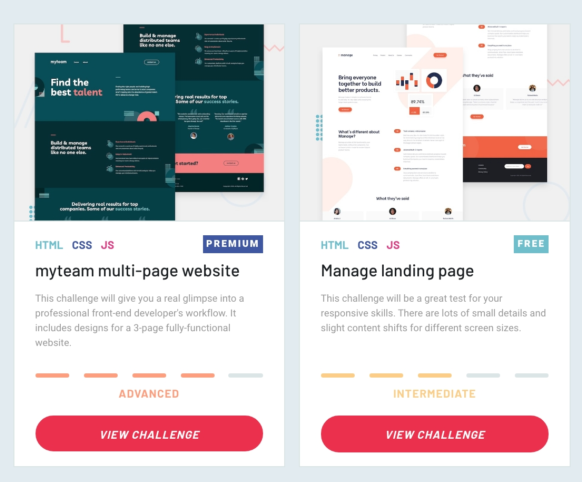 Build & manage
distributed teams
like no one else.
myteam
Find the
best talent
Build & manage
distributed teams
like no one else.
ing real results for top
Some of our success stories.
t started?
Delivering real results for top
companies. Some of our success stories.
HTML CSS JS
PREMIUM
myteam multi-page website
This challenge will give you a real glimpse into a
professional front-end developer's workflow. It
includes designs for a 3-page fully-functional
website.
ADVANCED
VIEW CHALLENGE
manage
Bring everyone
together to build
better products.
What's different about
Manage?
What they've said
hat they've said
HTML CSS JS
FREE
Manage landing page
This challenge will be a great test for your
responsive skills. There are lots of small details and
slight content shifts for different screen sizes.
INTERMEDIATE
VIEW CHALLENGE